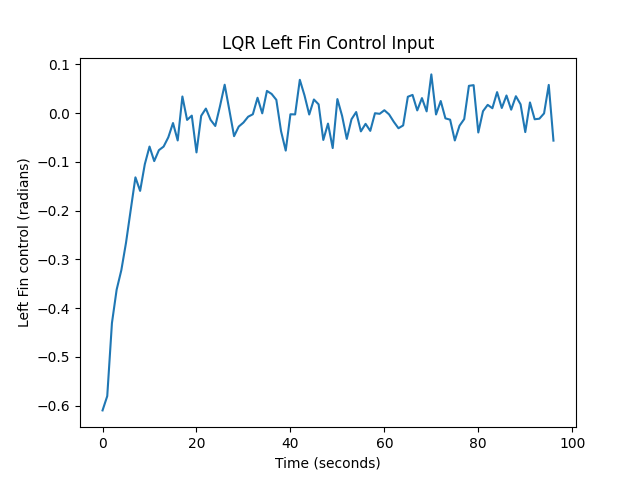 LQR Left Fin Control Input
0.1
0.0
−0.1
−0.2
−0.3
−0.4
−0.5
−0.6
Left Fin control (radians)
0 20 40 60 80 100
Time (seconds)